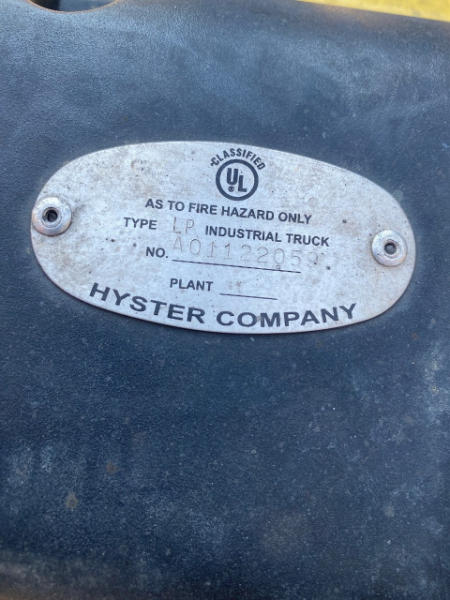 CLASSIFIED
UL
AS TO FIRE HAZARD ONLY
TYPE LP INDUSTRIAL TRUCK
NO. A01122059
PLANT
HYSTER COMPANY